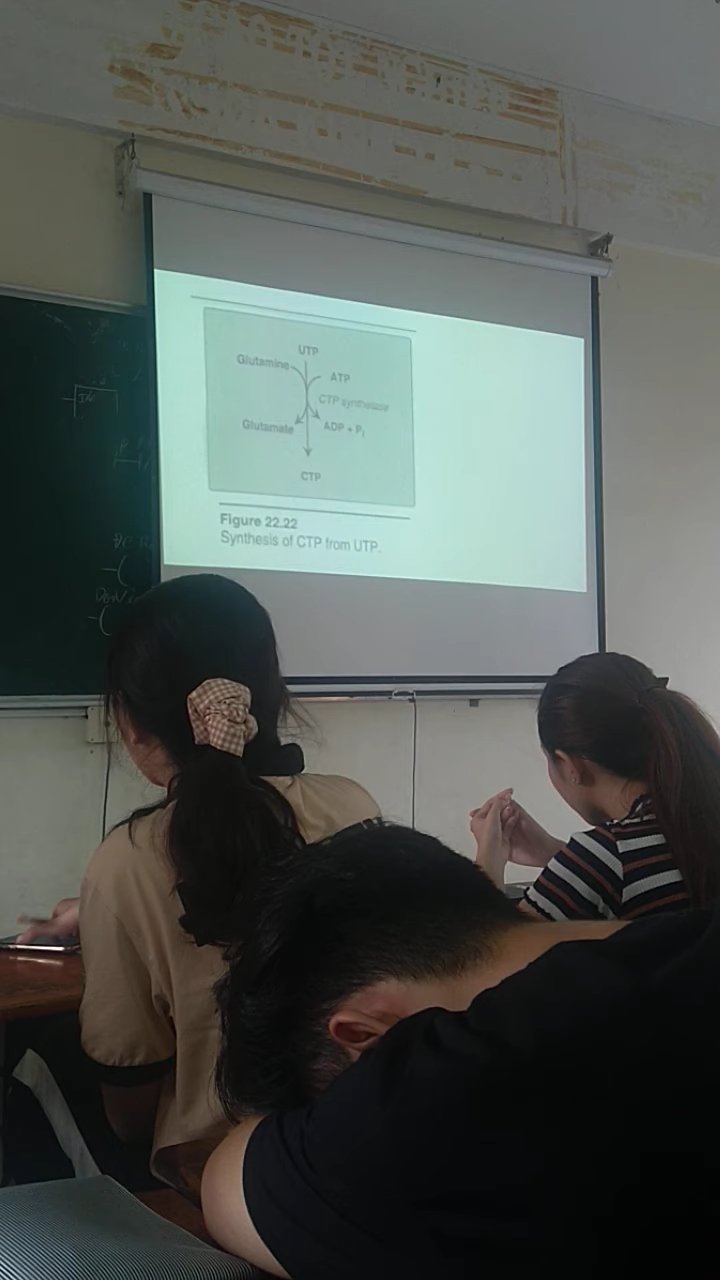 UTP
Glutamine
ATP
CTP synthetase
Glutamate
ADP + Pi
CTP
Figure 22.22
Synthesis of CTP from UTP.